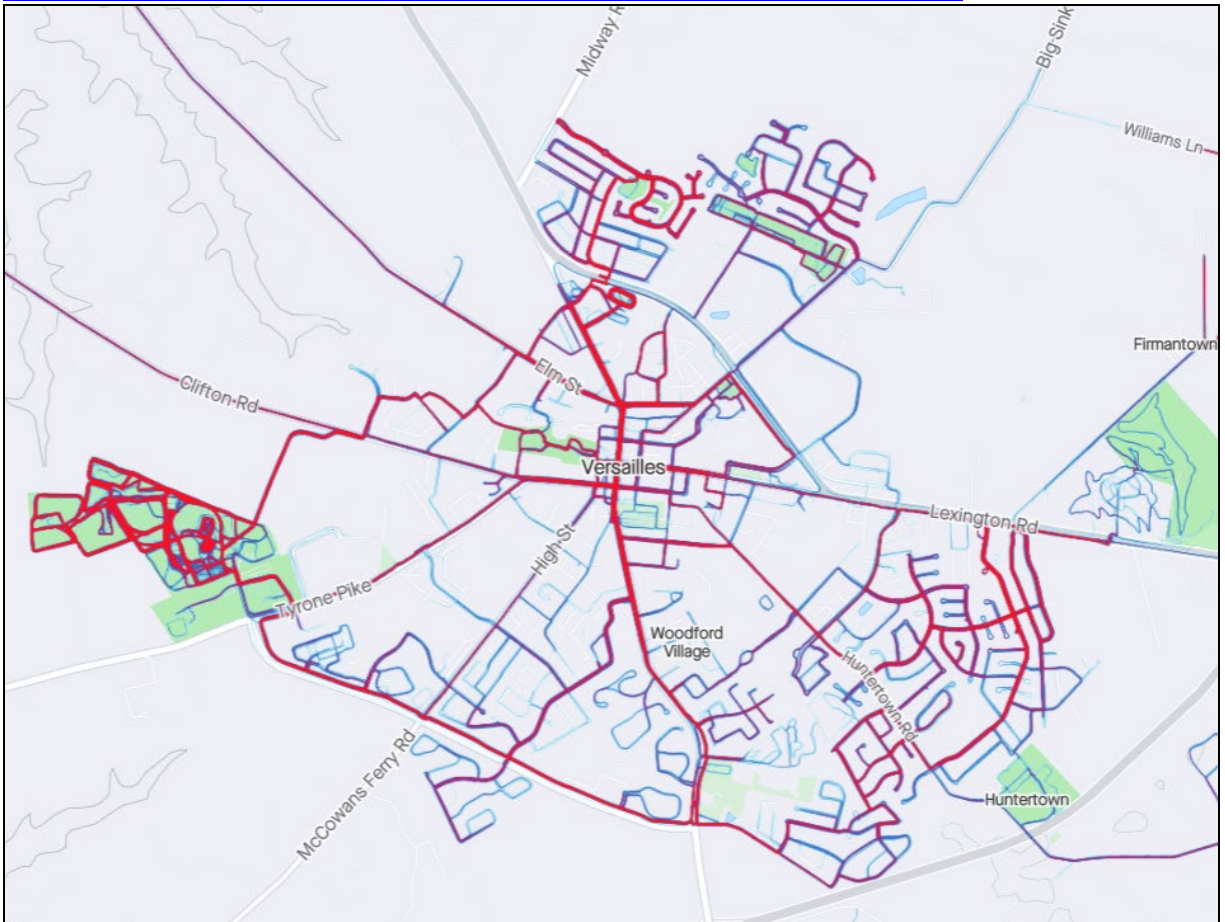 Midway R
Big Sink
Williams Ln
Firmantown
Elm St
Clifton Rd
Versailles
Lexington Rd
High St
Tyrone Pike
Woodford
Village
Huntertown Rd
McCowans Ferry Rd
Huntertown